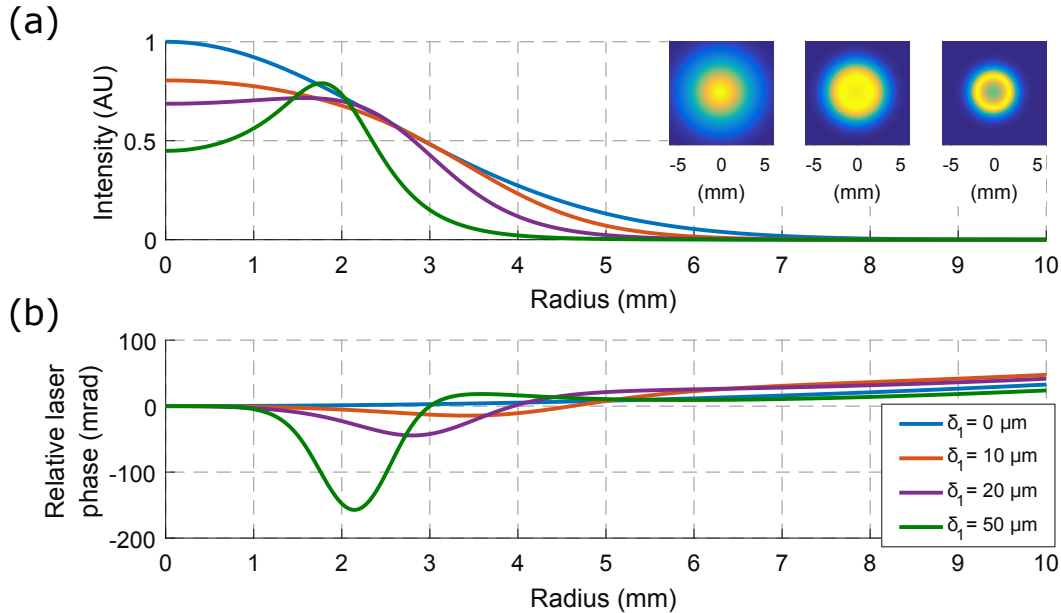 (a)
Intensity (AU)
1
0.5
0
0 1 2 3 4 5 6 7 8 9 10
Radius (mm)
-5 0 5
(mm)
-5 0 5
(mm)
-5 0 5
(mm)
(b)
Relative laser
phase (mrad)
100
0
-100
-200
0 1 2 3 4 5 6 7 8 9 10
Radius (mm)
δ₁= 0 µm
δ₁= 10 µm
δ₁= 20 µm
δ₁= 50 µm